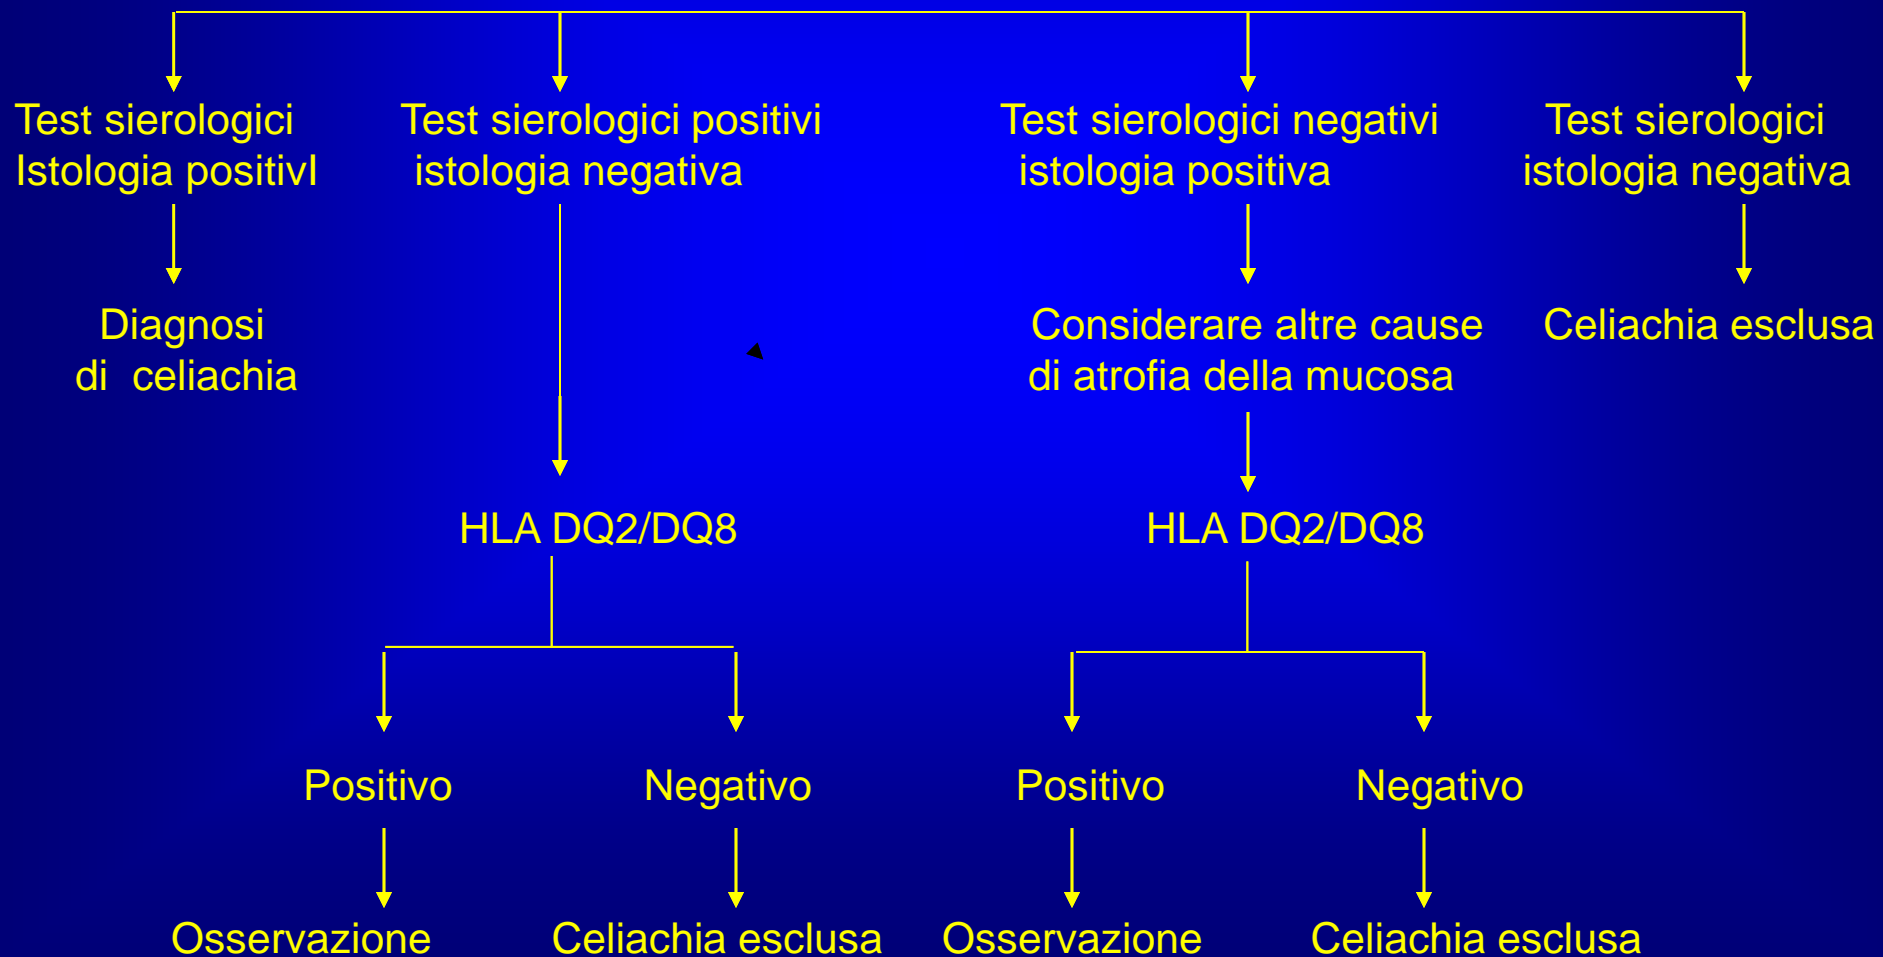 Test sierologici
Istologia positivI
Test sierologici positivi
istologia negativa
Test sierologici negativi
istologia positiva
Test sierologici
istologia negativa
Diagnosi
di celiachia
Considerare altre cause
di atrofia della mucosa
Celiachia esclusa
HLA DQ2/DQ8
HLA DQ2/DQ8
Positivo
Negativo
Positivo
Negativo
Osservazione
Celiachia esclusa
Osservazione
Celiachia esclusa